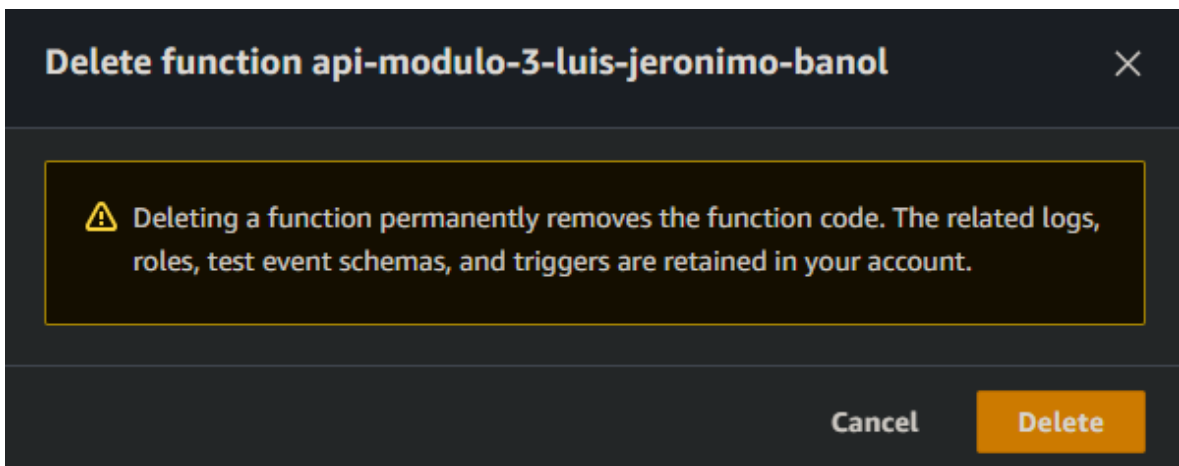 Delete function api-modulo-3-luis-jeronimo-banol
Deleting a function permanently removes the function code. The related logs,
roles, test event schemas, and triggers are retained in your account.
Cancel Delete